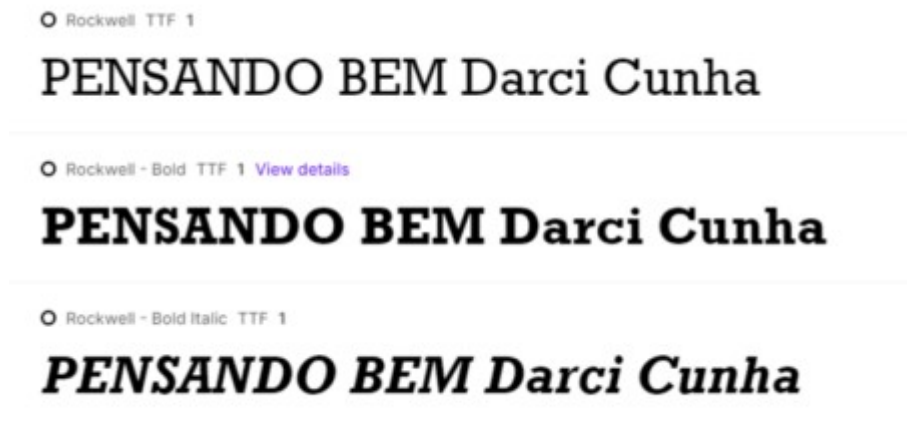 Rockwell TTF 1
PENSANDO BEM Darci Cunha
Rockwell - Bold TTF 1 View details
PENSANDO BEM Darci Cunha
Rockwell - Bold Italic TTF 1
PENSANDO BEM Darci Cunha